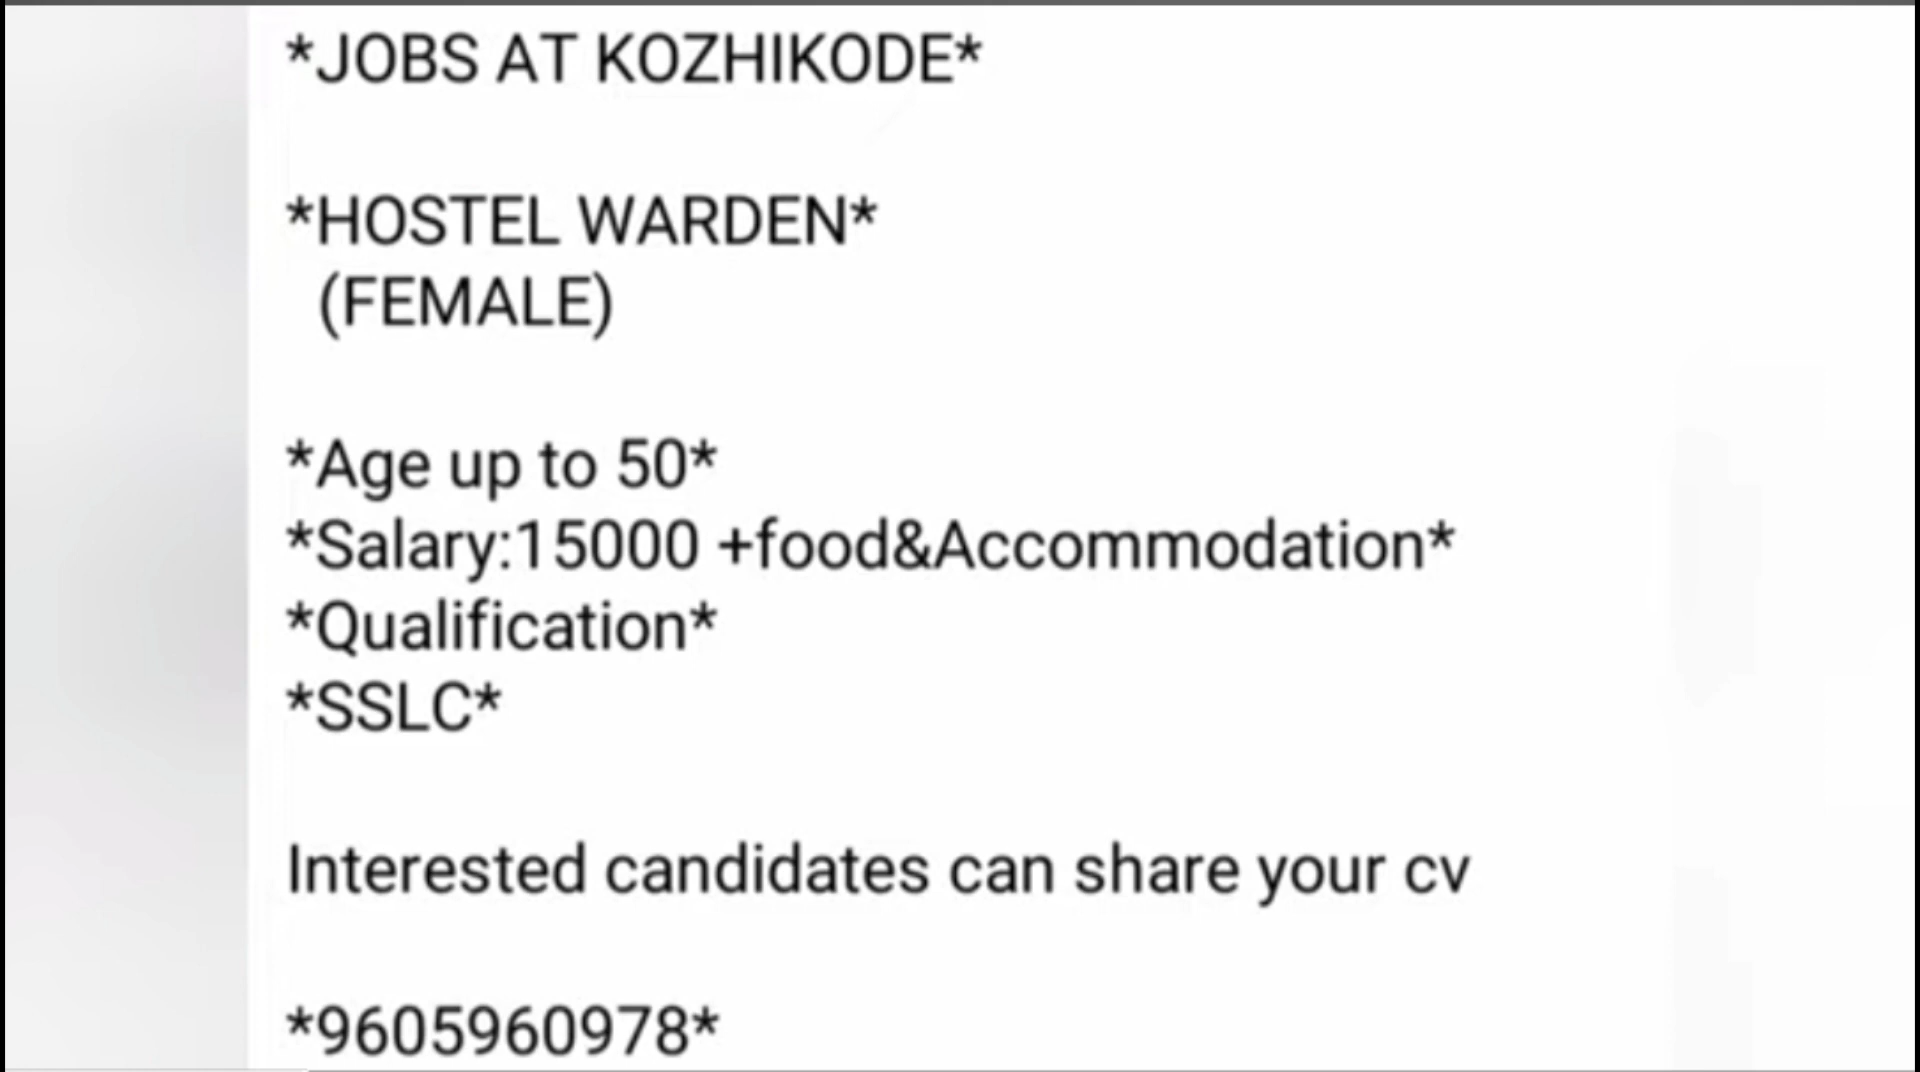 *JOBS AT KOZHIKODE*
*HOSTEL WARDEN*
(FEMALE)
*Age up to 50*
*Salary:15000 +food&Accommodation*
*Qualification*
*SSLC*
Interested candidates can share your cv
*9605960978*